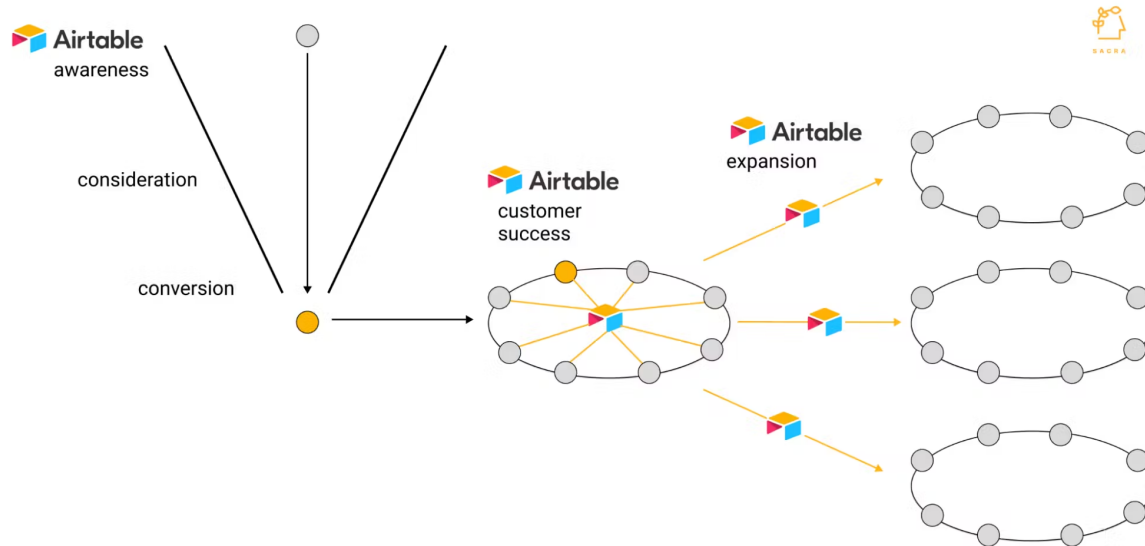 Airtable
awareness
consideration
conversion
Airtable
customer
success
Airtable
expansion
SACRA